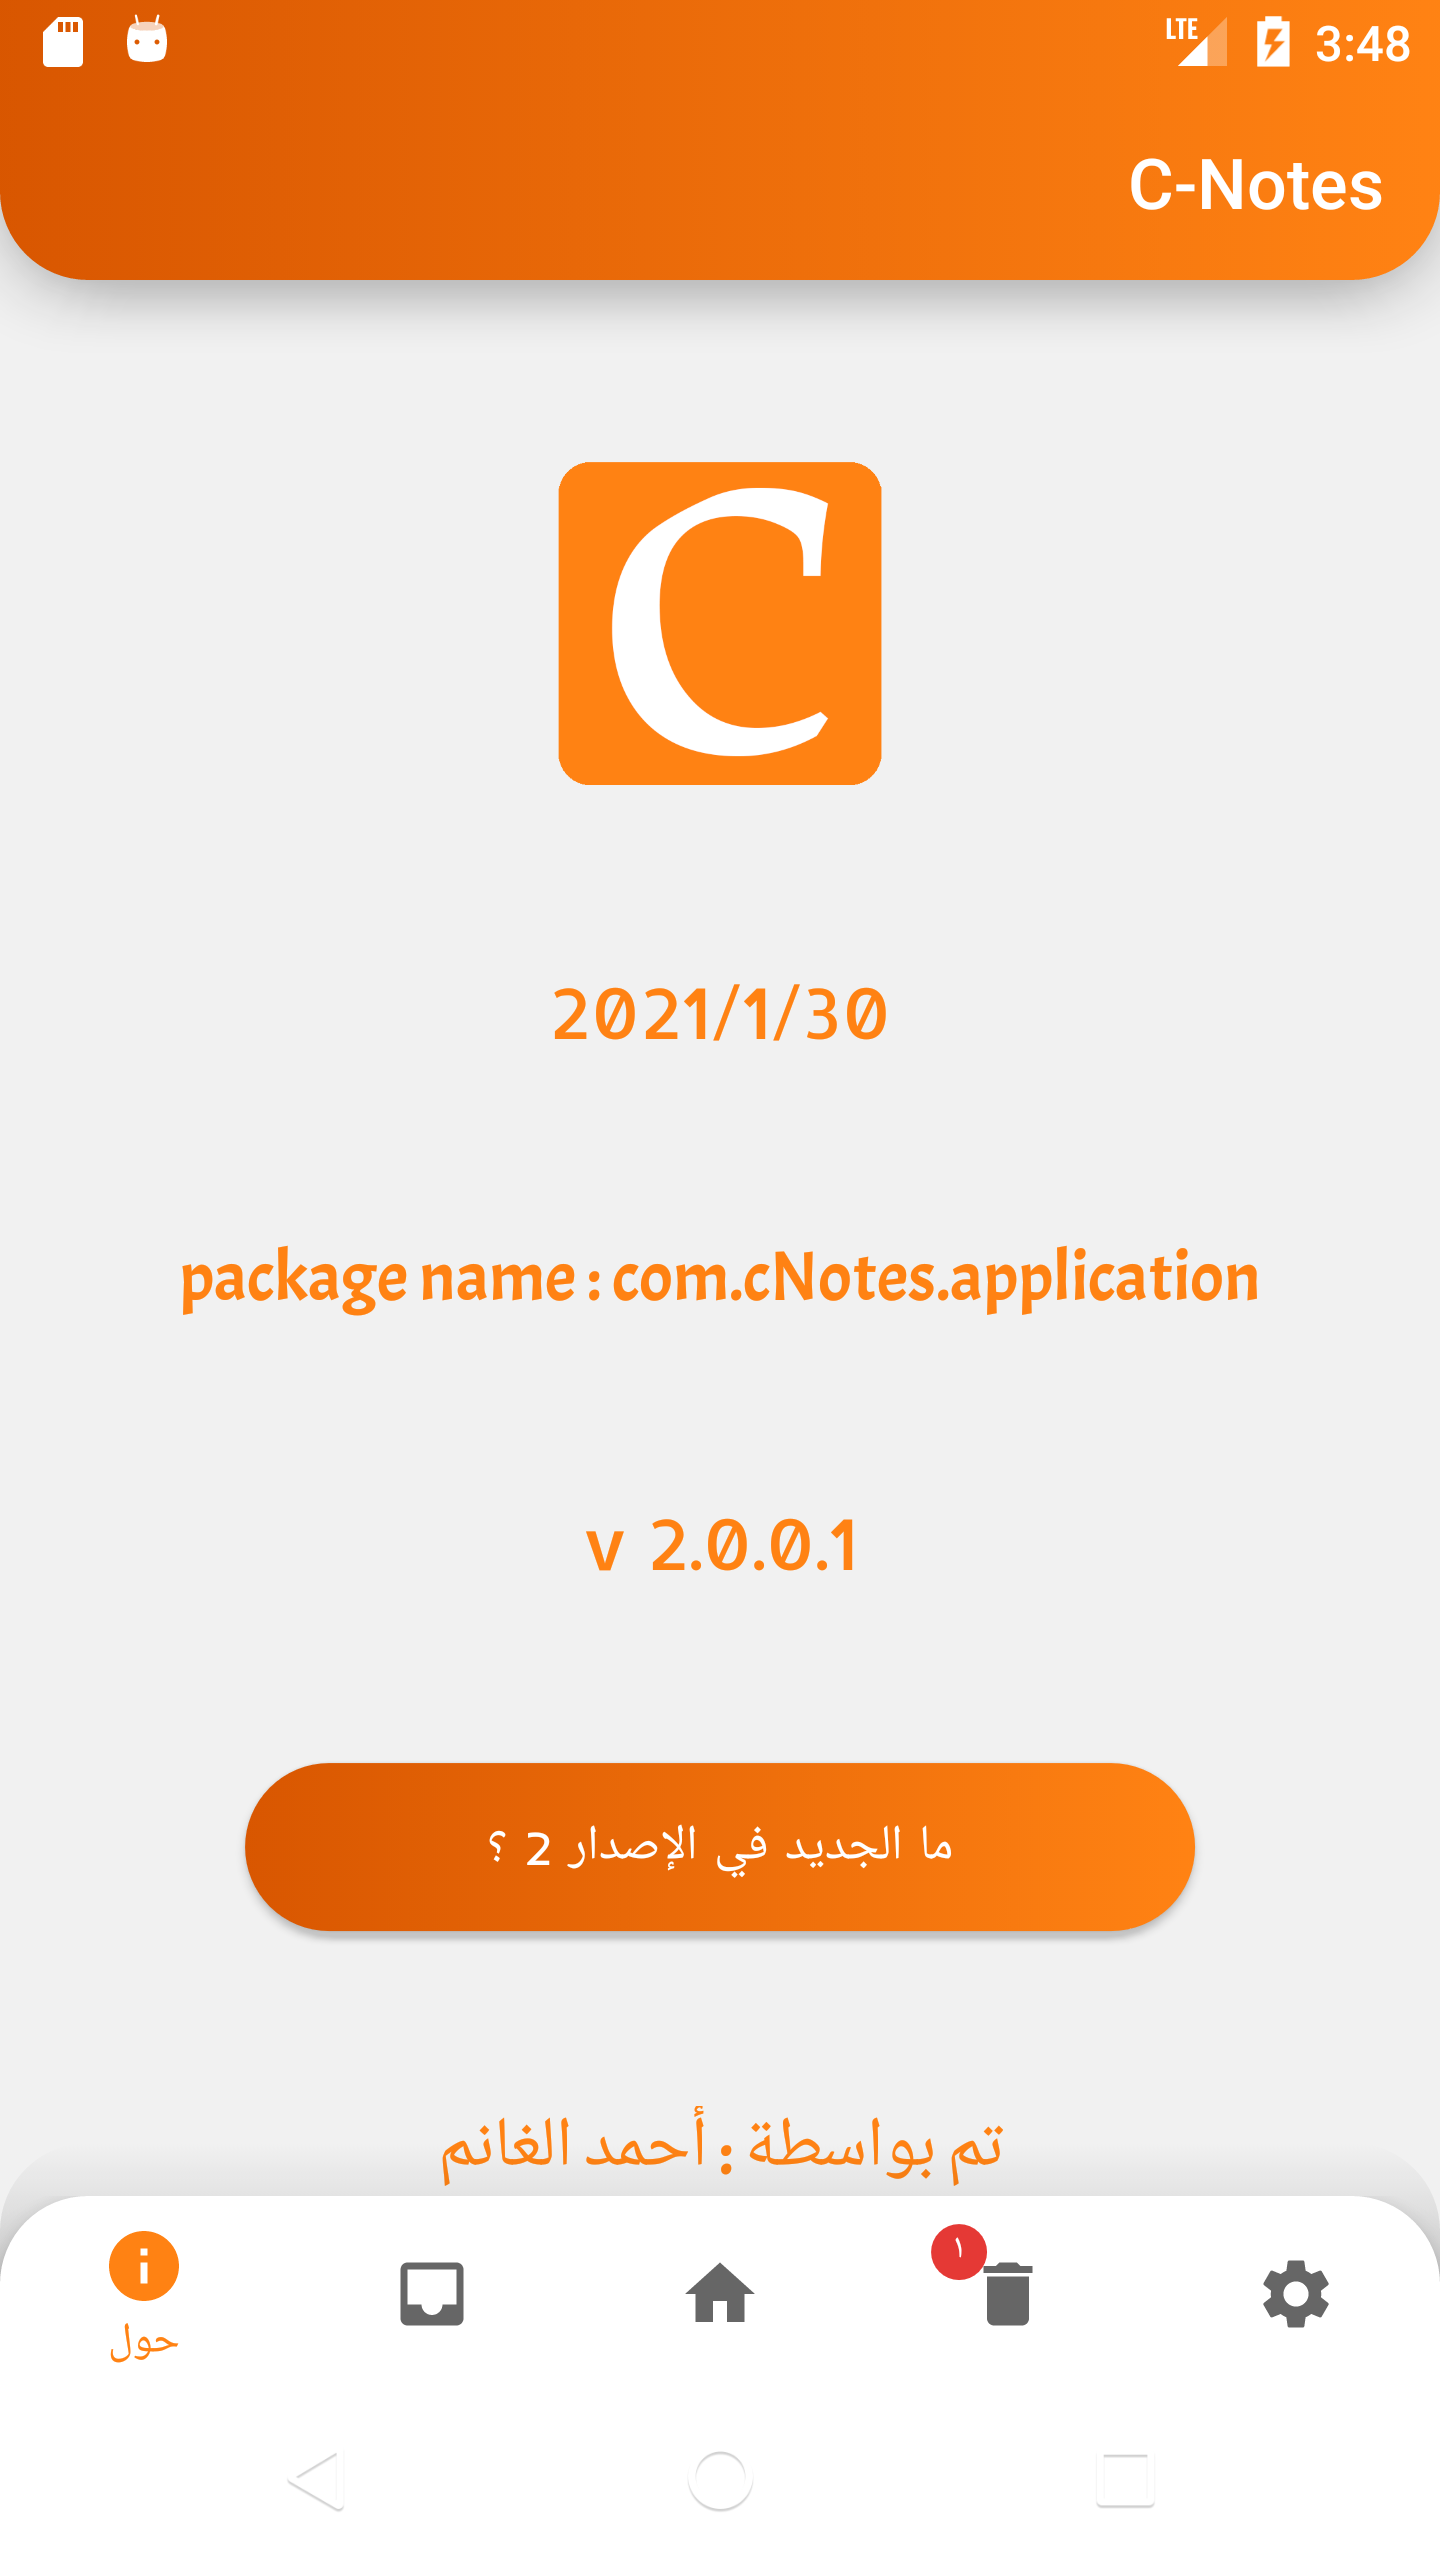 LTE 3:48
C-Notes
C
2021/1/30
package name : com.cNotes.application
v 2.0.0.1
ما الجديد في الإصدار 2 ؟
تم بواسطة : أحمد الغانم
١
حول